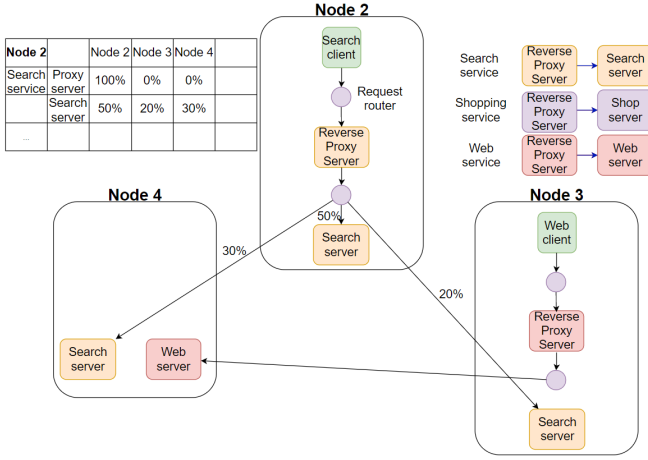 Node 2
Node 2 Node 3 Node 4
Search Proxy
service server
100% 0% 0%
Search
server
50% 20% 30%
...
Node 2
Search
client
Request
router
Reverse
Proxy
Server
50%
Search
server
30%
20%
Search
service
Reverse
Proxy
Server
Search
server
Shopping
service
Reverse
Proxy
Server
Shop
server
Web
service
Reverse
Proxy
Server
Web
server
Node 4
Search
server
Web
server
Node 3
Web
client
Reverse
Proxy
Server
Search
server